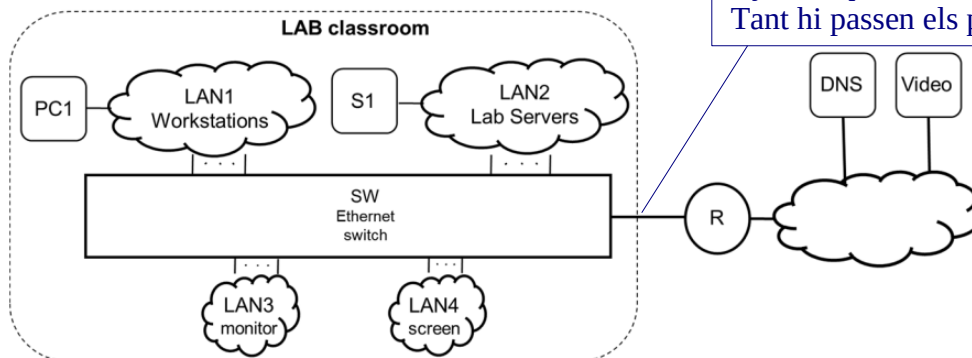 Tant hi passen els p
LAB classroom
PC1
LAN1
Workstations
S1
LAN2
Lab Servers
DNS
Video
SW
Ethernet
switch
R
LAN3
monitor
LAN4
screen